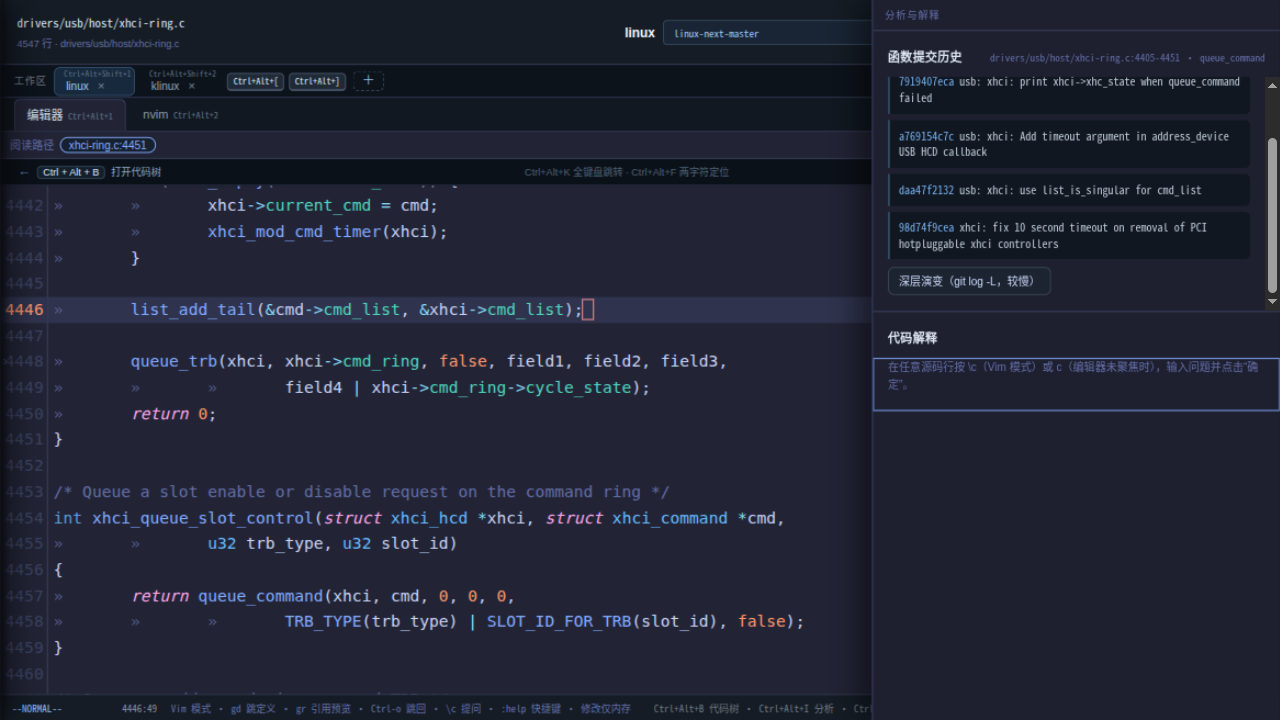 drivers/usb/host/xhci-ring.c
4547 行 · drivers/usb/host/xhci-ring.c
linux linux-next-master
工作区 Ctrl+Alt+Shift+1 linux × Ctrl+Alt+Shift+2 klinux × Ctrl+Alt+[ Ctrl+Alt+] +
编辑器 Ctrl+Alt+1 nvim Ctrl+Alt+2
阅读路径 xhci-ring.c:4451
← Ctrl + Alt + B 打开代码树 Ctrl+Alt+K 全键盘跳转 · Ctrl+Alt+F 两字符定位
4442 » » xhci->current_cmd = cmd;
4443 » » xhci_mod_cmd_timer(xhci);
4444 » }
4445
4446 » list_add_tail(&cmd->cmd_list, &xhci->cmd_list);
4447
4448 » queue_trb(xhci, xhci->cmd_ring, false, field1, field2, field3,
4449 » » » field4 | xhci->cmd_ring->cycle_state);
4450 » return 0;
4451 }
4452
4453 /* Queue a slot enable or disable request on the command ring */
4454 int xhci_queue_slot_control(struct xhci_hcd *xhci, struct xhci_command *cmd,
4455 » » u32 trb_type, u32 slot_id)
4456 {
4457 » return queue_command(xhci, cmd, 0, 0, 0,
4458 » » » TRB_TYPE(trb_type) | SLOT_ID_FOR_TRB(slot_id), false);
4459 }
4460
--NORMAL-- 4446:49 Vim 模式 · gd 跳定义 · gr 引用预览 · Ctrl-o 跳回 · \c 提问 · :help 快捷键 · 修改仅内存 Ctrl+Alt+B 代码树 · Ctrl+Alt+I 分析 · Ctr
分析与解释
函数提交历史 drivers/usb/host/xhci-ring.c:4405-4451 · queue_command
7919407eca usb: xhci: print xhci->xhc_state when queue_command
failed
a769154c7c usb: xhci: Add timeout argument in address_device
USB HCD callback
daa47f2132 usb: xhci: use list_is_singular for cmd_list
98d74f9cea xhci: fix 10 second timeout on removal of PCI
hotpluggable xhci controllers
深层演变（git log -L，较慢）
代码解释
在任意源码行按 \c（Vim 模式）或 c（编辑器未聚焦时），输入问题并点击“确
定”。